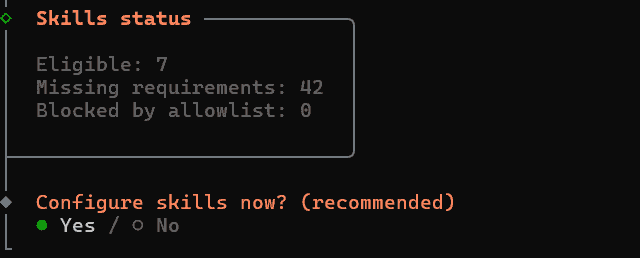 Skills status
Eligible: 7
Missing requirements: 42
Blocked by allowlist: 0
Configure skills now? (recommended)
● Yes / ○ No